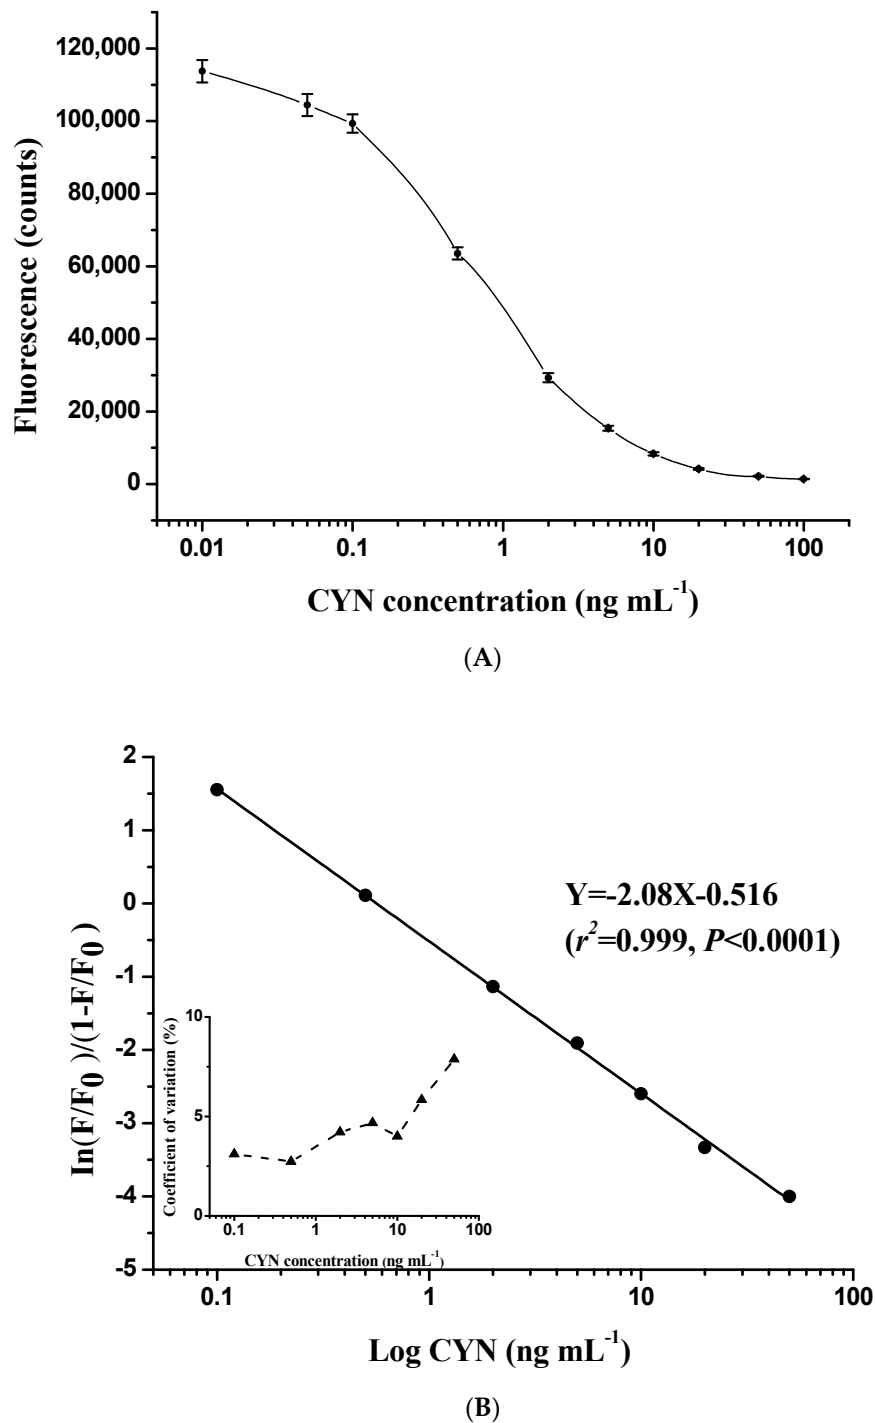 120,000
100,000
80,000
60,000
40,000
20,000
0
Fluorescence (counts)
0.01 0.1 1 10 100
CYN concentration (ng mL⁻¹)
(A)
2
1
0
-1
-2
-3
-4
-5
ln(F/F₀)/(1-F/F₀)
Y=-2.08X-0.516
(r²=0.999, P<0.0001)
10
5
0
Coefficient of variation (%)
0.1 1 10 100
CYN concentration (ng mL⁻¹)
0.1 1 10 100
Log CYN (ng mL⁻¹)
(B)